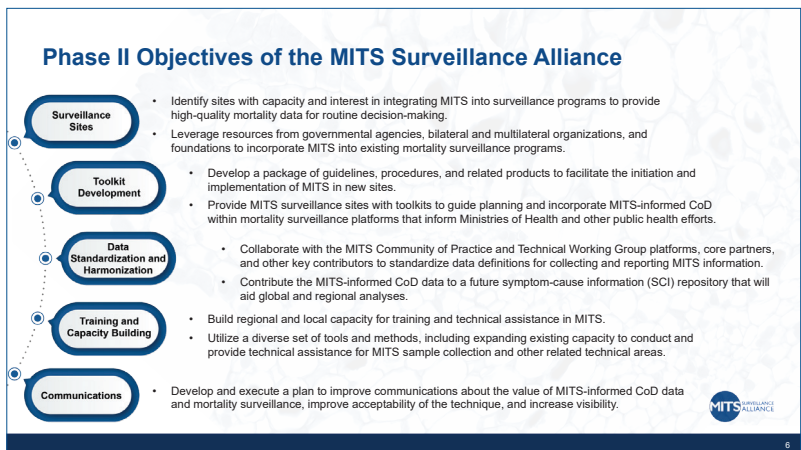 Phase II Objectives of the MITS Surveillance Alliance
Surveillance
Sites
• Identify sites with capacity and interest in integrating MITS into surveillance programs to provide
high-quality mortality data for routine decision-making.
• Leverage resources from governmental agencies, bilateral and multilateral organizations, and
foundations to incorporate MITS into existing mortality surveillance programs.
Toolkit
Development
• Develop a package of guidelines, procedures, and related products to facilitate the initiation and
implementation of MITS in new sites.
• Provide MITS surveillance sites with toolkits to guide planning and incorporate MITS-informed CoD
within mortality surveillance platforms that inform Ministries of Health and other public health efforts.
Data
Standardization and
Harmonization
• Collaborate with the MITS Community of Practice and Technical Working Group platforms, core partners,
and other key contributors to standardize data definitions for collecting and reporting MITS information.
• Contribute the MITS-informed CoD data to a future symptom-cause information (SCI) repository that will
aid global and regional analyses.
Training and
Capacity Building
• Build regional and local capacity for training and technical assistance in MITS.
• Utilize a diverse set of tools and methods, including expanding existing capacity to conduct and
provide technical assistance for MITS sample collection and other related technical areas.
Communications
• Develop and execute a plan to improve communications about the value of MITS-informed CoD data
and mortality surveillance, improve acceptability of the technique, and increase visibility.
MITS SURVEILLANCE
ALLIANCE
6